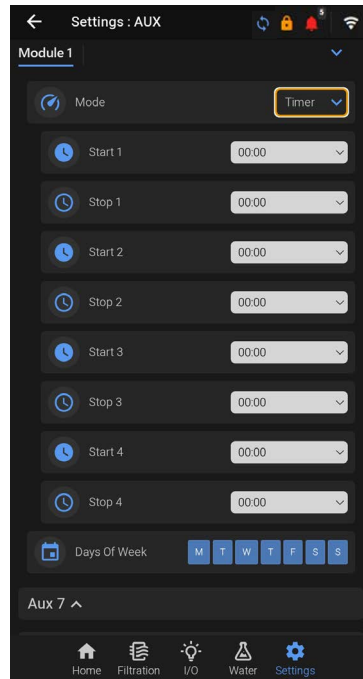 Settings : AUX
5
Module 1
Mode
Timer
Start 1
00:00
Stop 1
00:00
Start 2
00:00
Stop 2
00:00
Start 3
00:00
Stop 3
00:00
Start 4
00:00
Stop 4
00:00
Days Of Week
M T W T F S S
Aux 7
Home Filtration I/O Water Settings